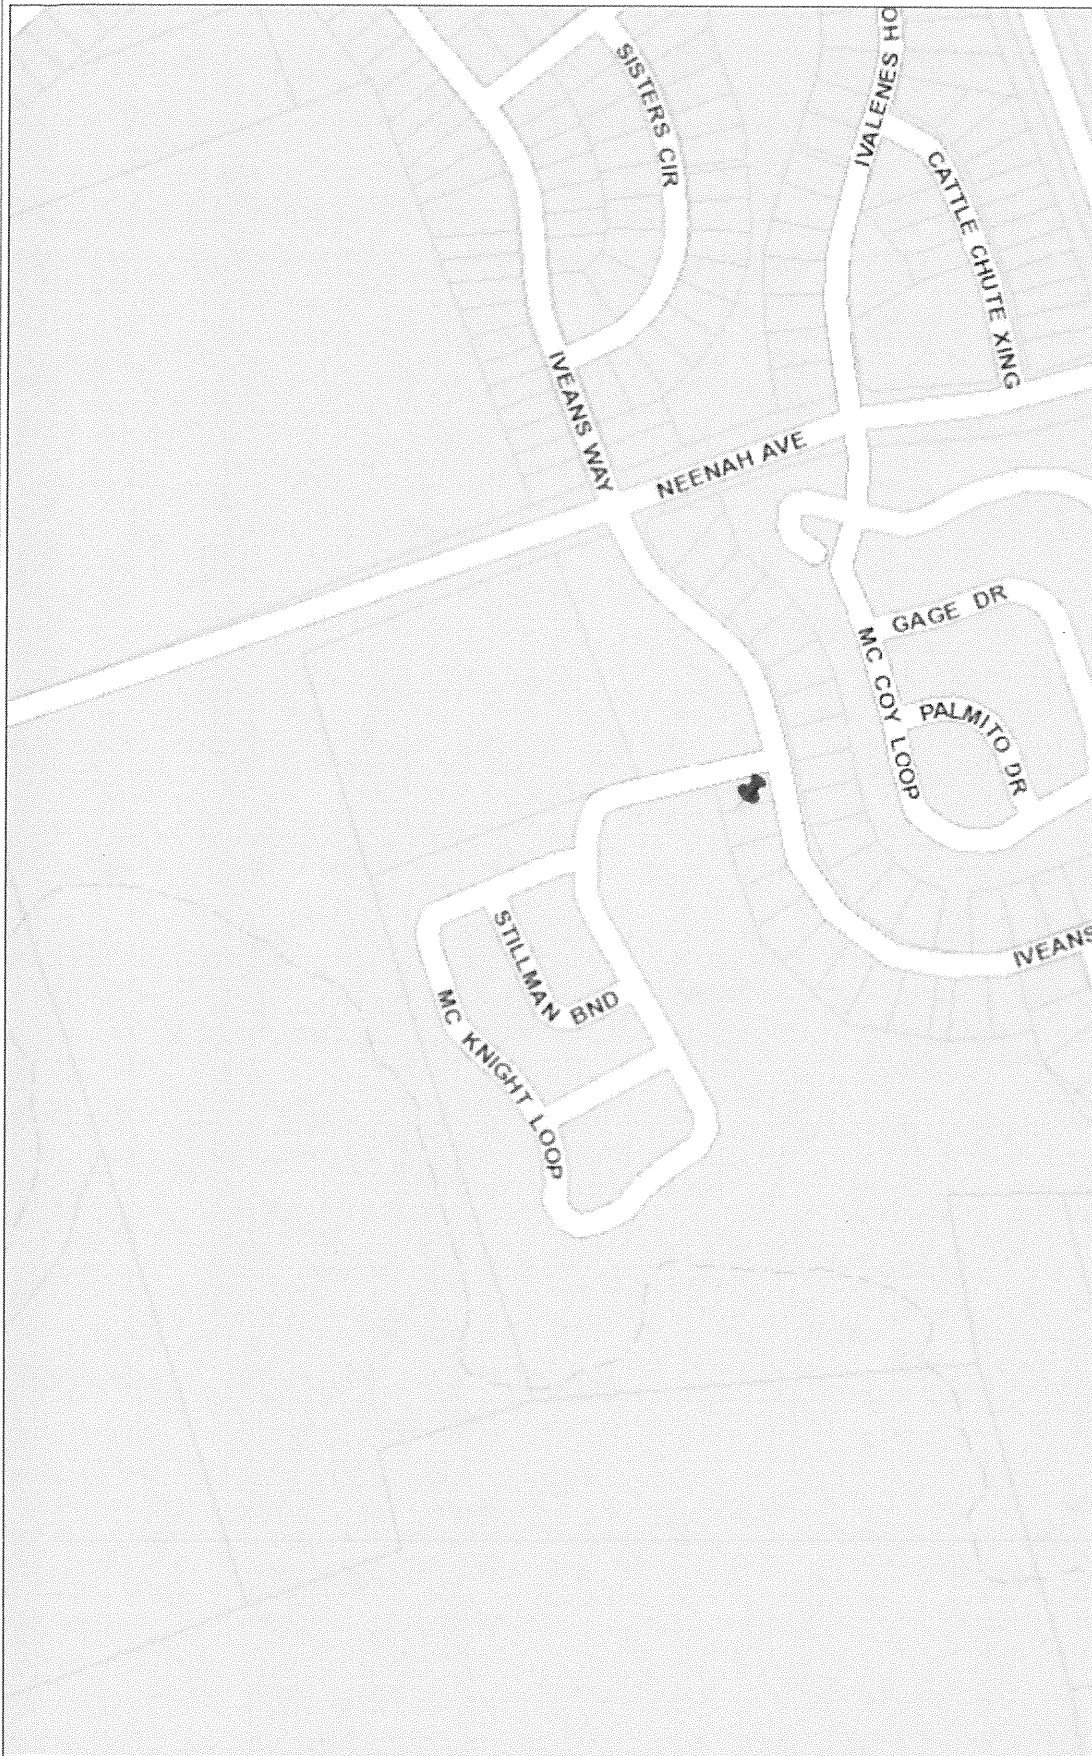 SISTERS CIR
IVALENES HO
CATTLE CHUTE XING
IVEANS WAY
NEENAH AVE
GAGE DR
MC COY LOOP
PALMITO DR
IVEANS
STILLMAN BND
MC KNIGHT LOOP